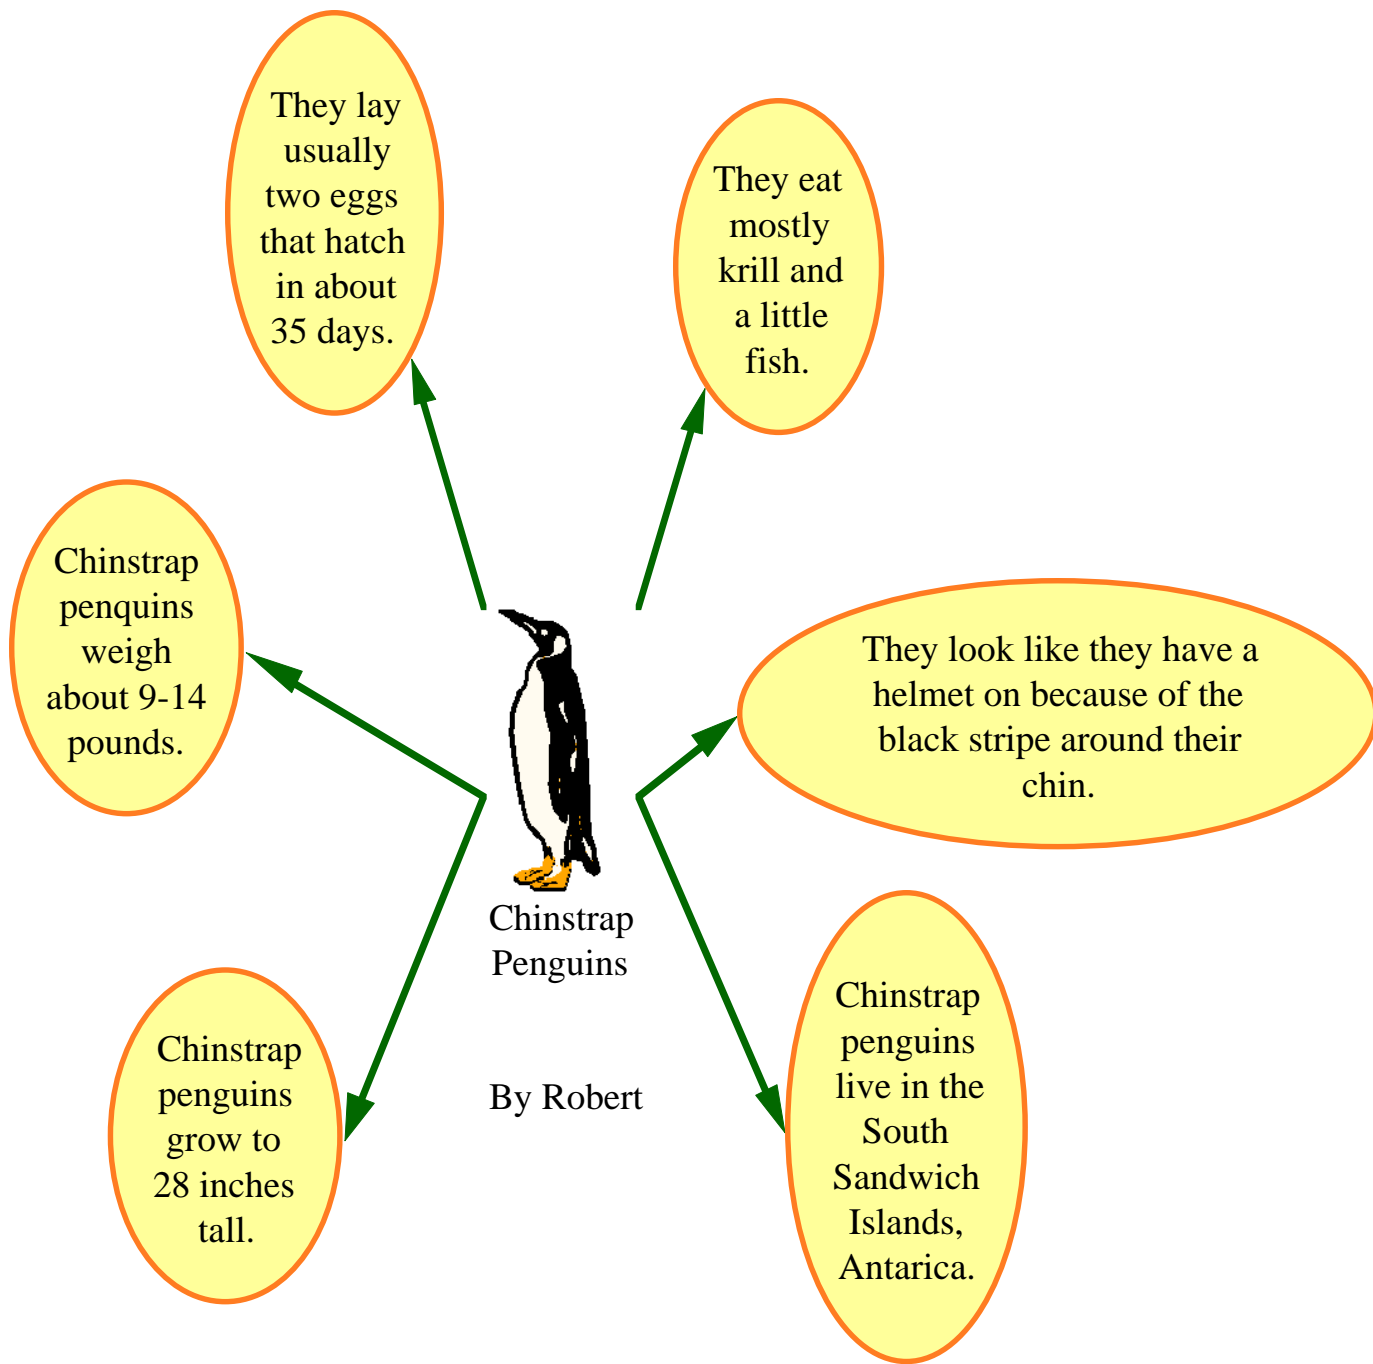 They lay
usually
two eggs
that hatch
in about
35 days.
They eat
mostly
krill and
a little
fish.
Chinstrap
penquins
weigh
about 9-14
pounds.
They look like they have a
helmet on because of the
black stripe around their
chin.
Chinstrap
Penguins
By Robert
Chinstrap
penguins
grow to
28 inches
tall.
Chinstrap
penguins
live in the
South
Sandwich
Islands,
Antarica.